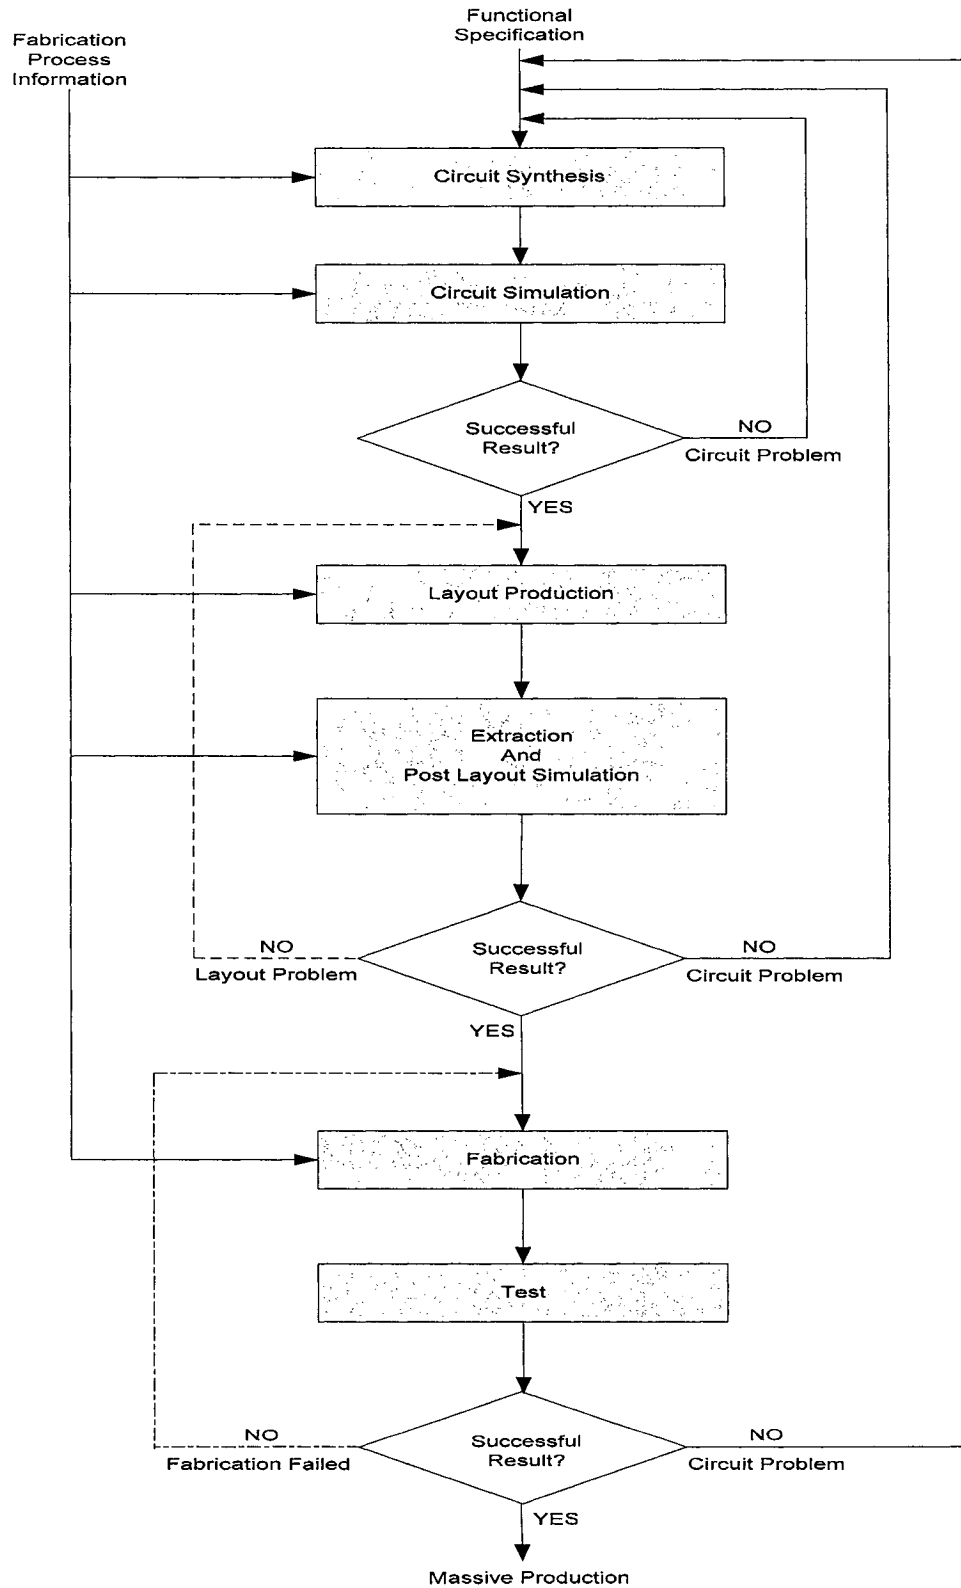 Functional
Specification
Fabrication
Process
Information
Circuit Synthesis
Circuit Simulation
Successful
Result?
NO
Circuit Problem
YES
Layout Production
Extraction
And
Post Layout Simulation
NO
Layout Problem
Successful
Result?
NO
Circuit Problem
YES
Fabrication
Test
NO
Fabrication Failed
Successful
Result?
NO
Circuit Problem
YES
Massive Production